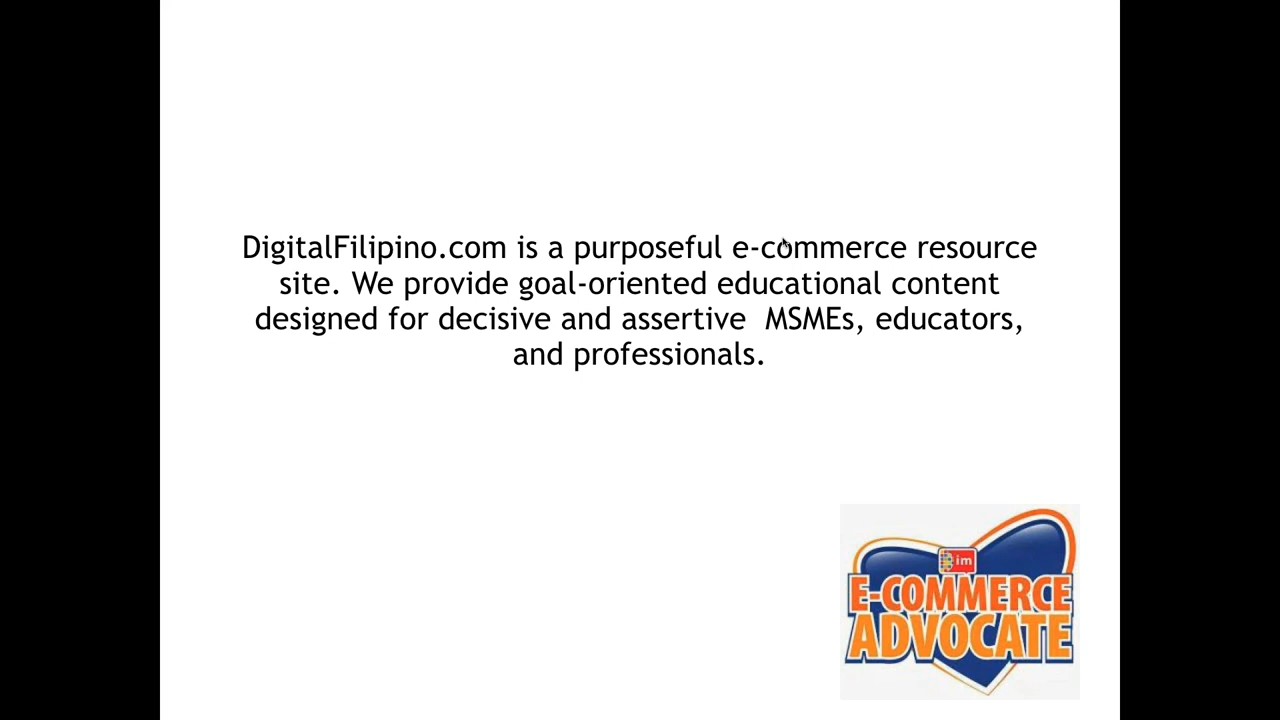 DigitalFilipino.com is a purposeful e-commerce resource
site. We provide goal-oriented educational content
designed for decisive and assertive  MSMEs, educators,
and professionals.
im
E-COMMERCE
ADVOCATE